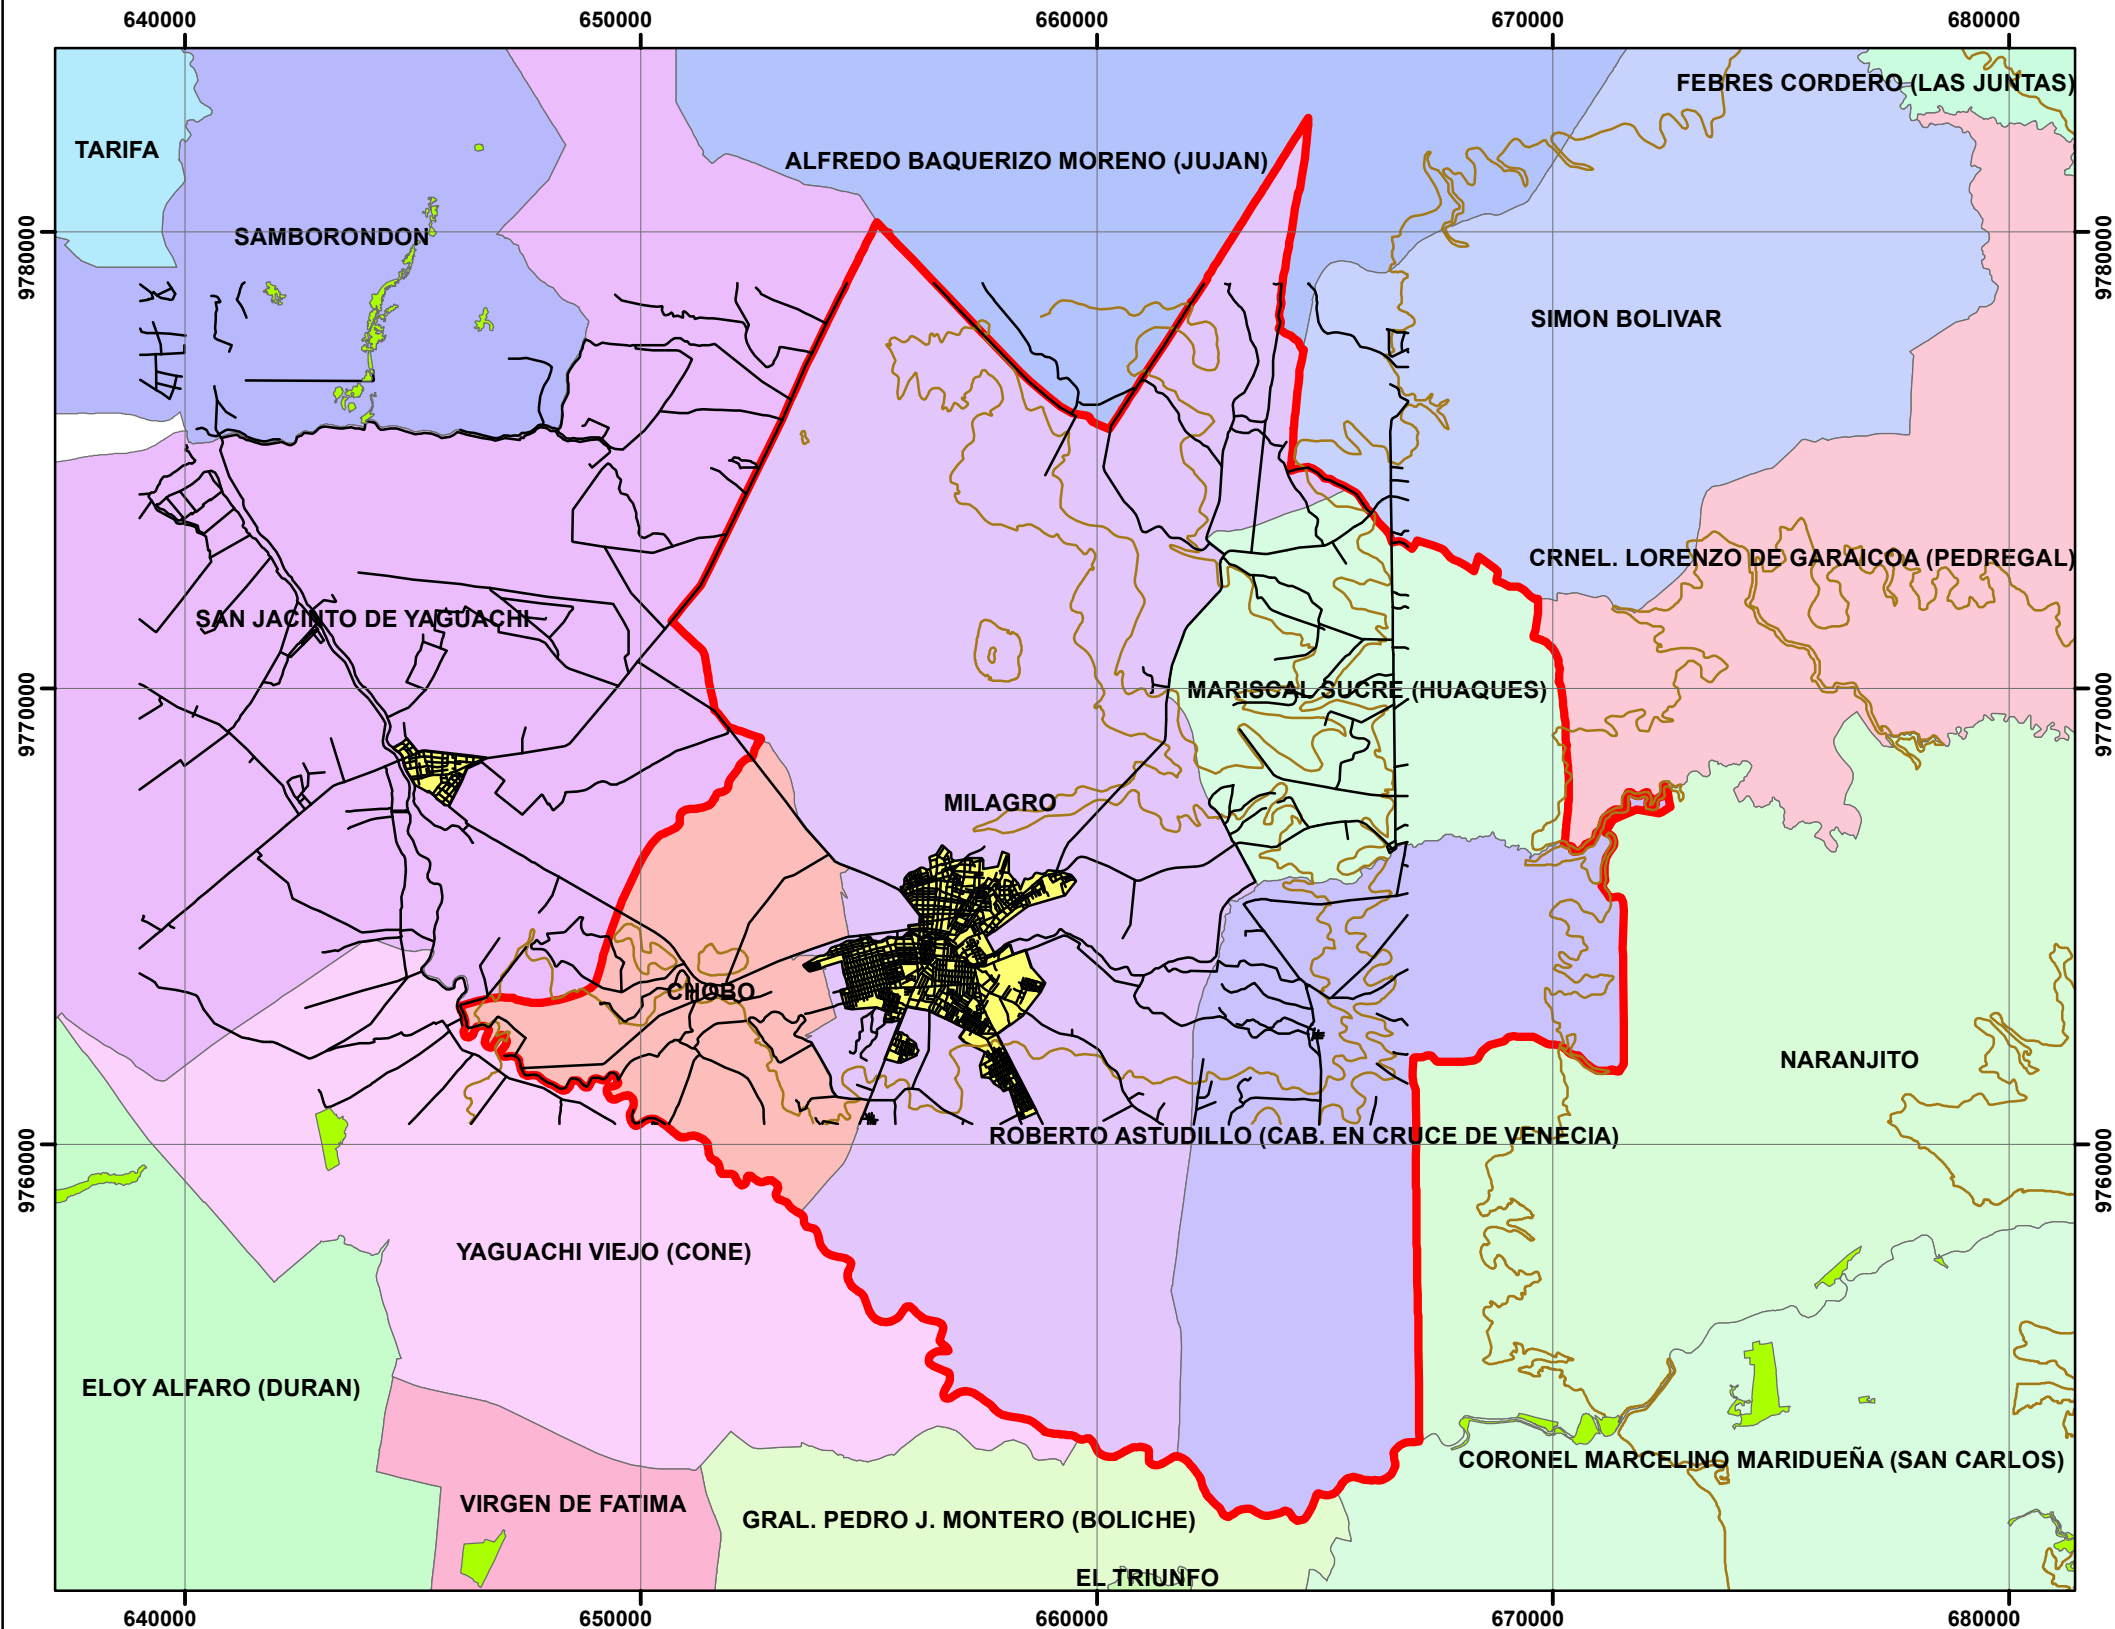 640000
650000
660000
670000
680000
FEBRES CORDERO (LAS JUNTAS)
TARIFA
ALFREDO BAQUERIZO MORENO (JUJAN)
SAMBORONDON
9780000
9780000
SIMON BOLIVAR
CRNEL. LORENZO DE GARAICOA (PEDREGAL)
SAN JACINTO DE YAGUACHI
9770000
MARISCAL SUCRE (HUAQUES)
9770000
MILAGRO
CHOBO
NARANJITO
9760000
ROBERTO ASTUDILLO (CAB. EN CRUCE DE VENECIA)
9760000
YAGUACHI VIEJO (CONE)
ELOY ALFARO (DURAN)
CORONEL MARCELINO MARIDUEÑA (SAN CARLOS)
VIRGEN DE FATIMA
GRAL. PEDRO J. MONTERO (BOLICHE)
EL TRIUNFO
640000
650000
660000
670000
680000